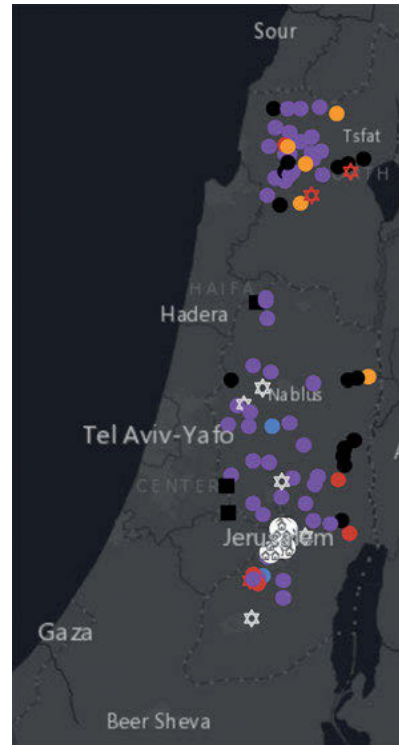 Sour
Tsfat
HAIFA
Hadera
Nablus
Tel Aviv-Yafo
CENTER
Jerusalem
Gaza
Beer Sheva